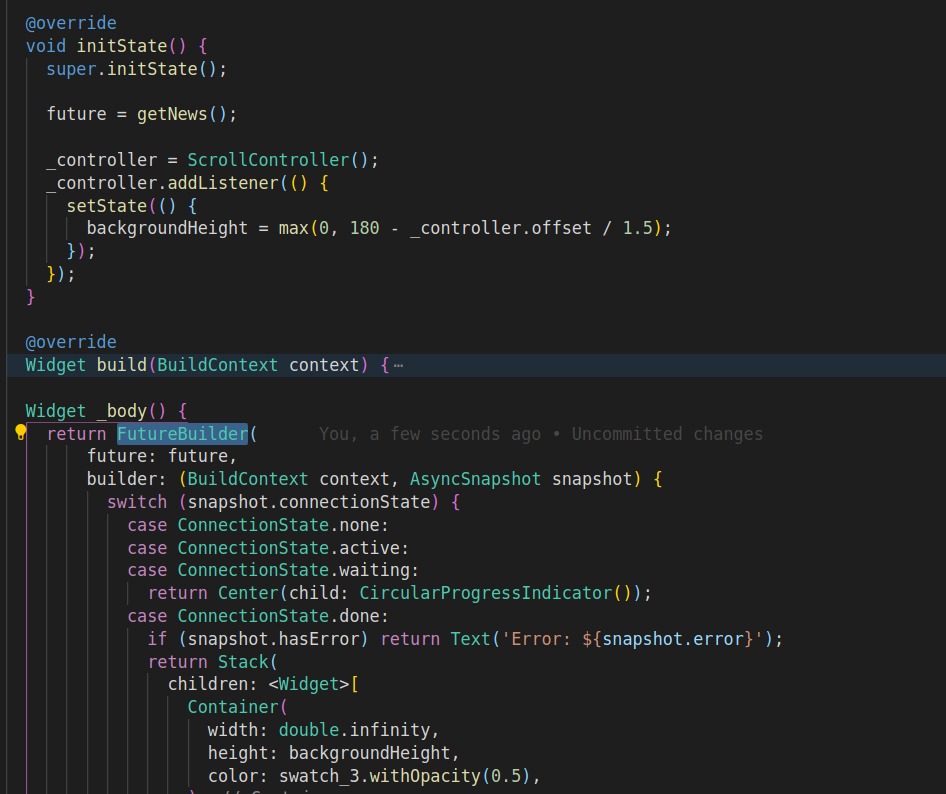 @override
void initState() {
super.initState();
future = getNews();
_controller = ScrollController();
_controller.addListener(() {
setState(() {
backgroundHeight = max(0, 180 - _controller.offset / 1.5);
});
});
}
@override
Widget build(BuildContext context) {⋯
Widget _body() {
return FutureBuilder( You, a few seconds ago • Uncommitted changes
future: future,
builder: (BuildContext context, AsyncSnapshot snapshot) {
switch (snapshot.connectionState) {
case ConnectionState.none:
case ConnectionState.active:
case ConnectionState.waiting:
return Center(child: CircularProgressIndicator());
case ConnectionState.done:
if (snapshot.hasError) return Text('Error: ${snapshot.error}');
return Stack(
children: <Widget>[
Container(
width: double.infinity,
height: backgroundHeight,
color: swatch_3.withOpacity(0.5),